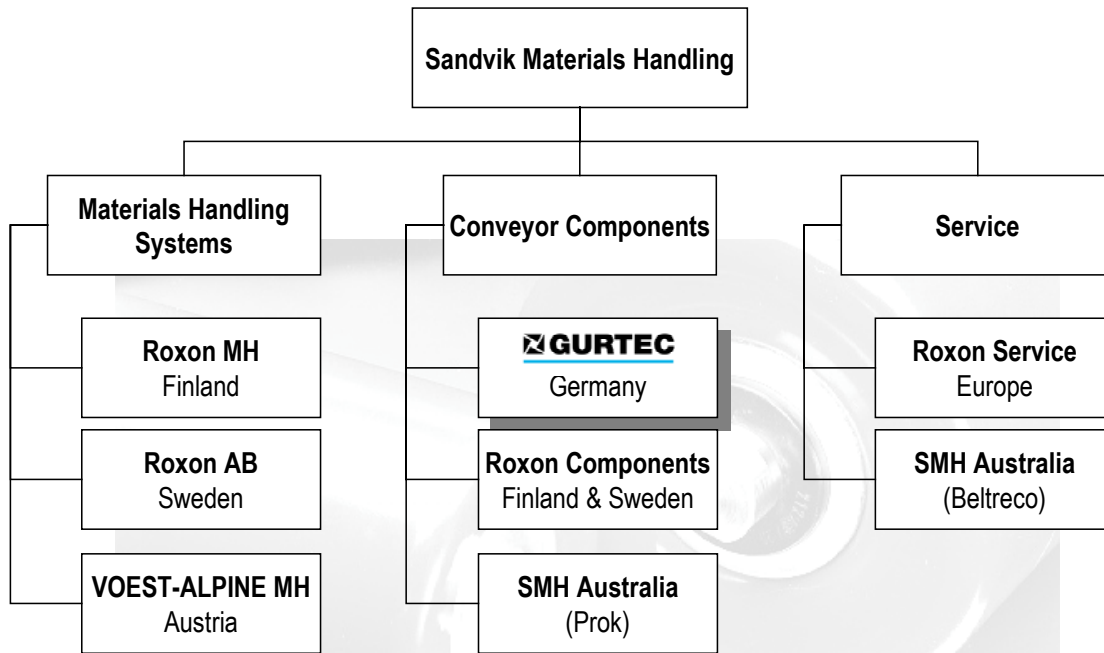 Sandvik Materials Handling
Materials Handling
Systems
Roxon MH
Finland
Roxon AB
Sweden
VOEST-ALPINE MH
Austria
Conveyor Components
GURTEC
Germany
Roxon Components
Finland & Sweden
SMH Australia
(Prok)
Service
Roxon Service
Europe
SMH Australia
(Beltreco)